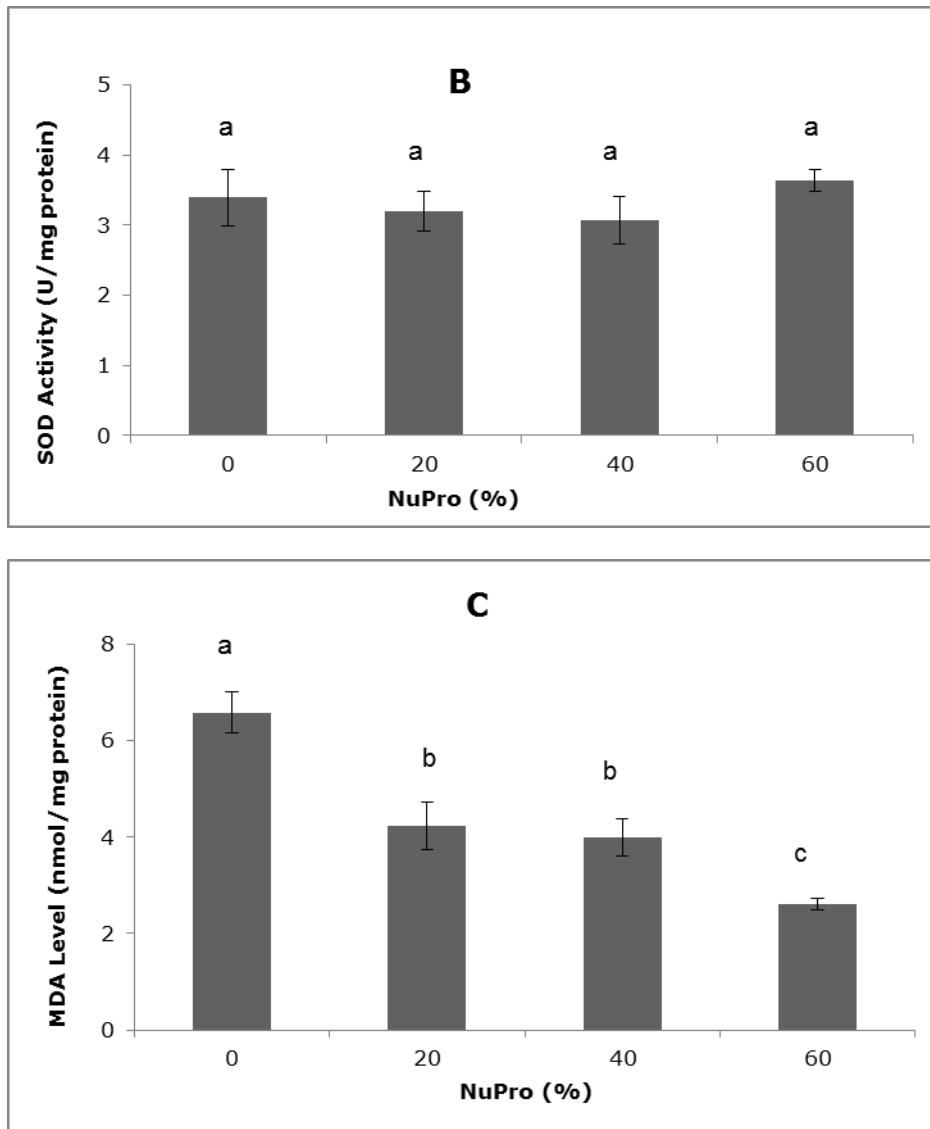 B
SOD Activity (U/mg protein)
5
4
3
2
1
0
a
a
a
a
0 20 40 60
NuPro (%)
C
MDA Level (nmol/mg protein)
8
6
4
2
0
a
b
b
c
0 20 40 60
NuPro (%)